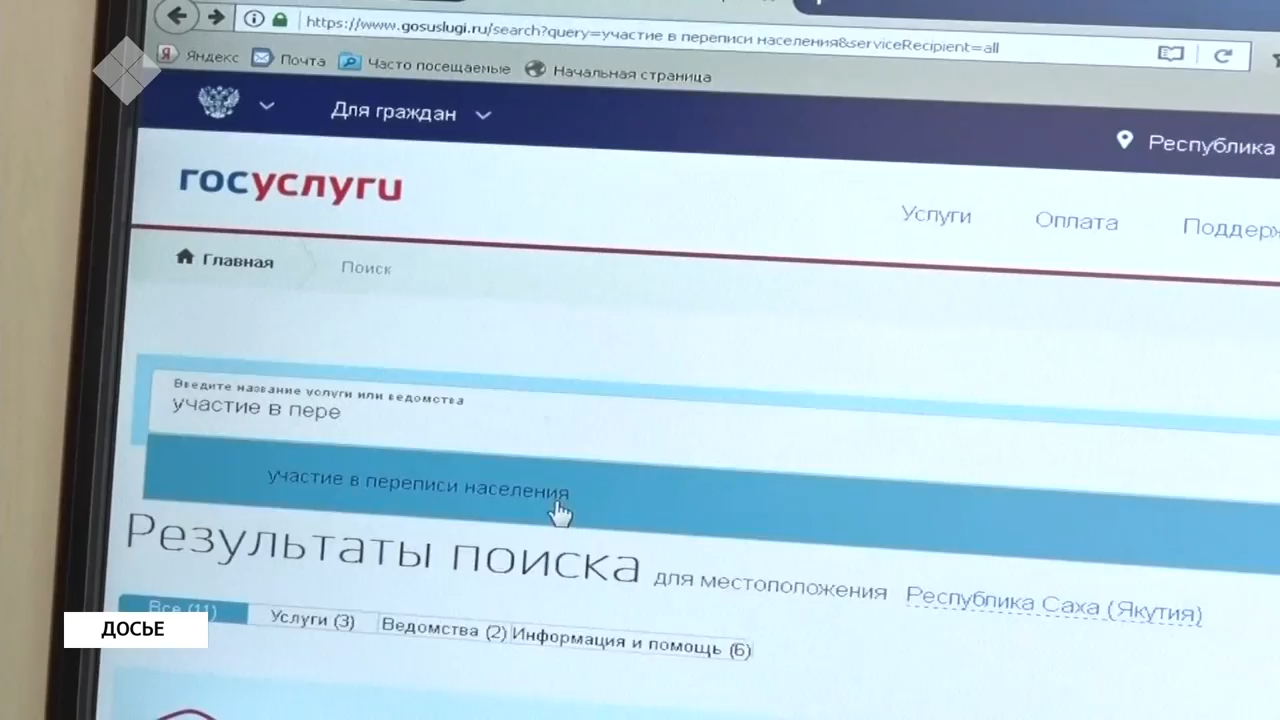 https://www.gosuslugi.ru/search?query=участие в переписи населения&serviceRecipient=all
Яндекс Почта Часто посещаемые Начальная страница
Для граждан
Республика
госуслуги
Услуги Оплата Поддерж
Главная Поиск
Введите название услуги или ведомства
участие в пере
участие в переписи населения
Результаты поиска для местоположения Республика Саха (Якутия)
Все (11) Услуги (3) Ведомства (2) Информация и помощь (6)
ДОСЬЕ